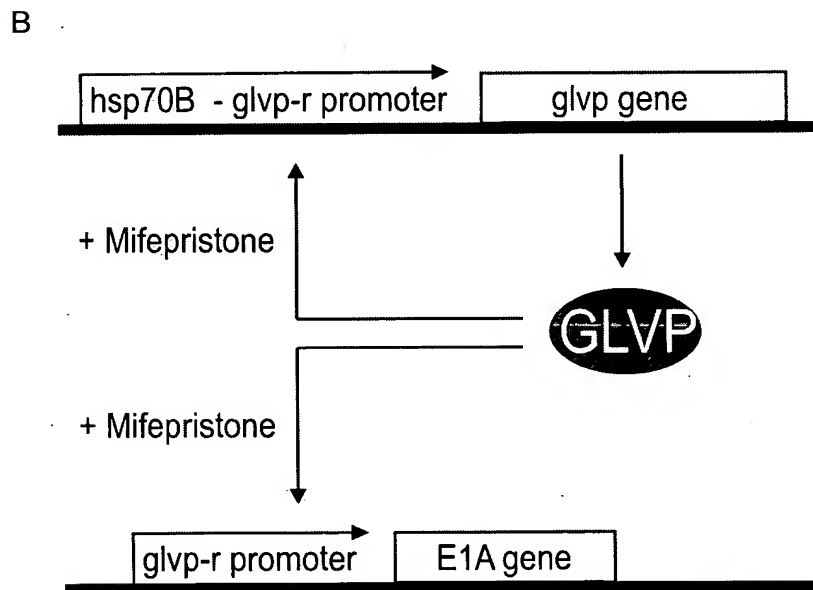 B
hsp70B - glvp-r promoter
glvp gene
+ Mifepristone
GLVP
+ Mifepristone
glvp-r promoter
E1A gene